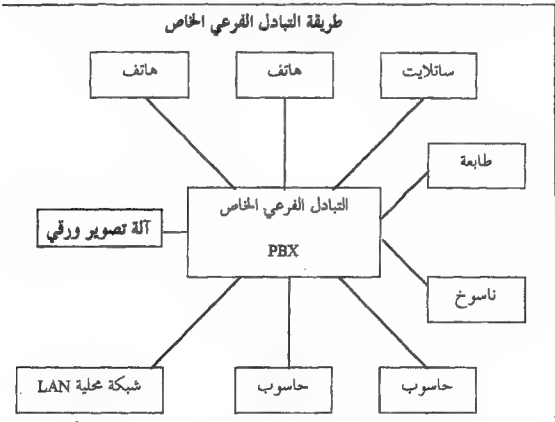 طريقة التبادل الفرعي الخاص
ساتلايت
هاتف
هاتف
طابعة
التبادل الفرعي الخاص
PBX
آلة تصوير ورقي
ناسوخ
حاسوب
حاسوب
شبكة محلية LAN